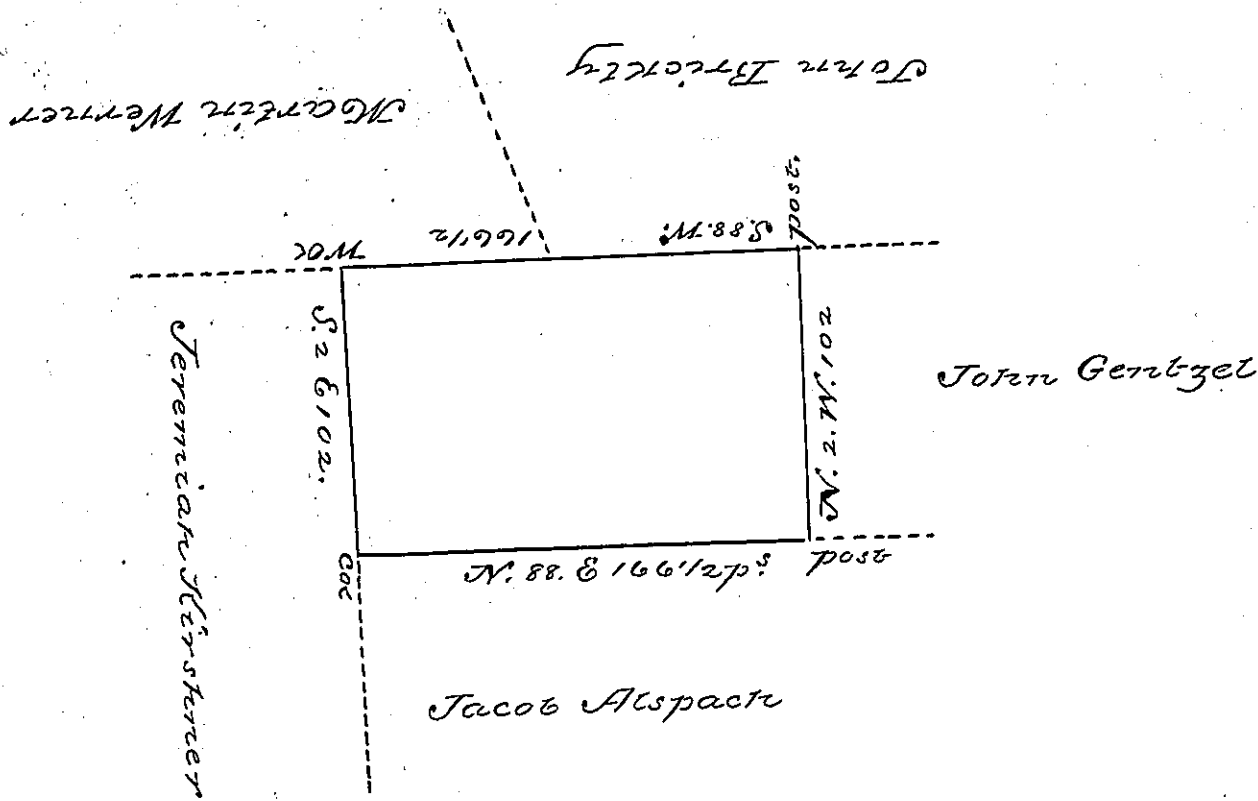 John Brickly
Martin Werner
post
S. 88. W.
166 1/2
W Oc
S. 2 E 102.
N. 2. W. 102
John Gentzel
Jeremiah Kirshner
N. 88. E 166 1/2 ps
post
Jacob Alspach